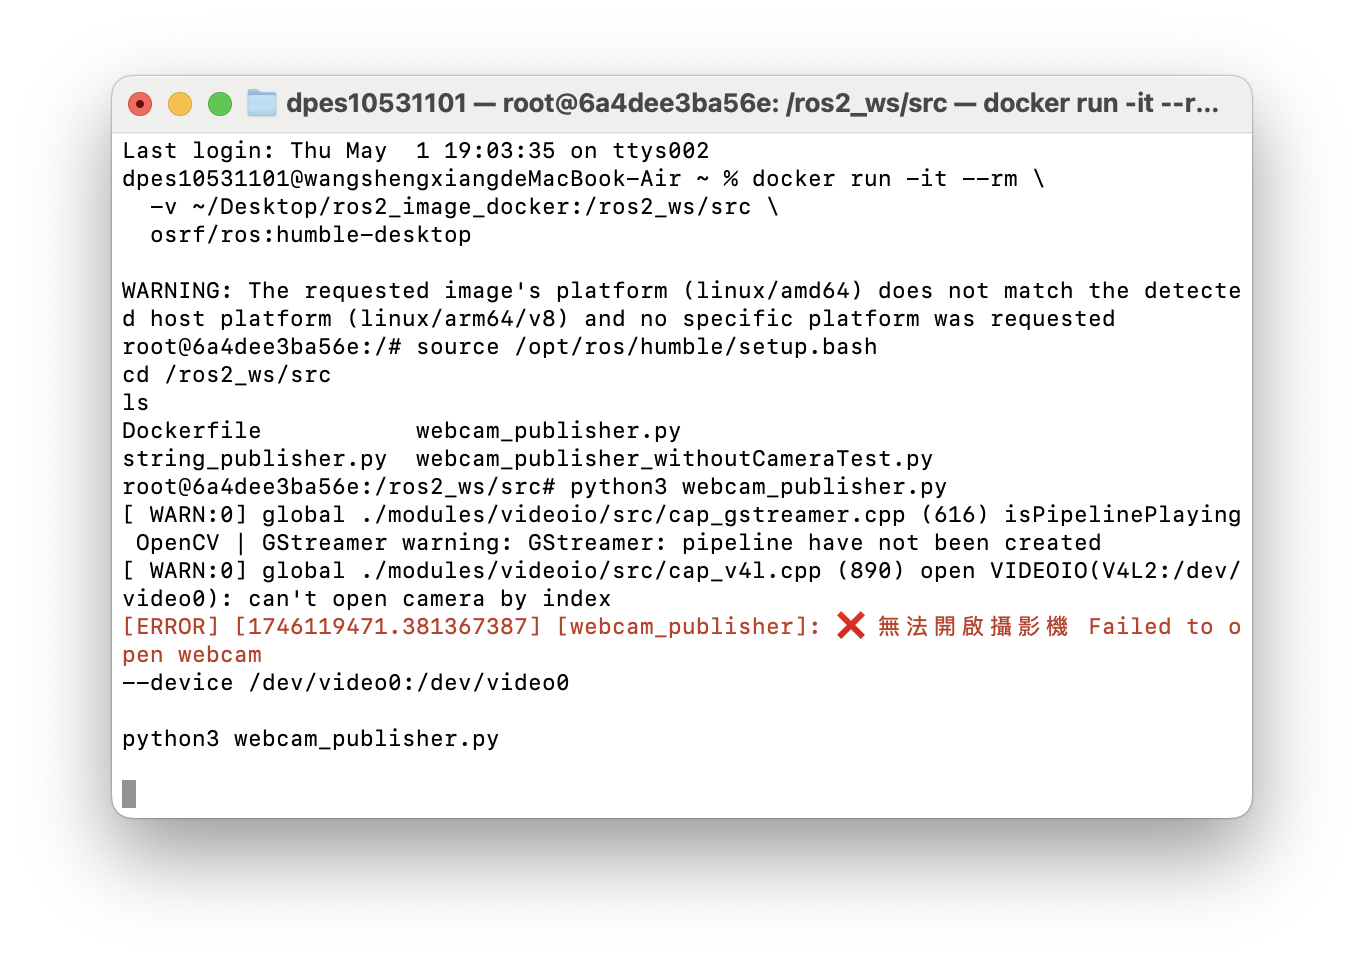 dpes10531101 — root@6a4dee3ba56e: /ros2_ws/src — docker run -it --r...
Last login: Thu May  1 19:03:35 on ttys002
dpes10531101@wangshengxiangdeMacBook-Air ~ % docker run -it --rm \
  -v ~/Desktop/ros2_image_docker:/ros2_ws/src \
  osrf/ros:humble-desktop
WARNING: The requested image's platform (linux/amd64) does not match the detecte
d host platform (linux/arm64/v8) and no specific platform was requested
root@6a4dee3ba56e:/# source /opt/ros/humble/setup.bash
cd /ros2_ws/src
ls
Dockerfile           webcam_publisher.py
string_publisher.py  webcam_publisher_withoutCameraTest.py
root@6a4dee3ba56e:/ros2_ws/src# python3 webcam_publisher.py
[ WARN:0] global ./modules/videoio/src/cap_gstreamer.cpp (616) isPipelinePlaying
 OpenCV | GStreamer warning: GStreamer: pipeline have not been created
[ WARN:0] global ./modules/videoio/src/cap_v4l.cpp (890) open VIDEOIO(V4L2:/dev/
video0): can't open camera by index
[ERROR] [1746119471.381367387] [webcam_publisher]: ❌ 無法開啟攝影機 Failed to o
pen webcam
--device /dev/video0:/dev/video0
python3 webcam_publisher.py